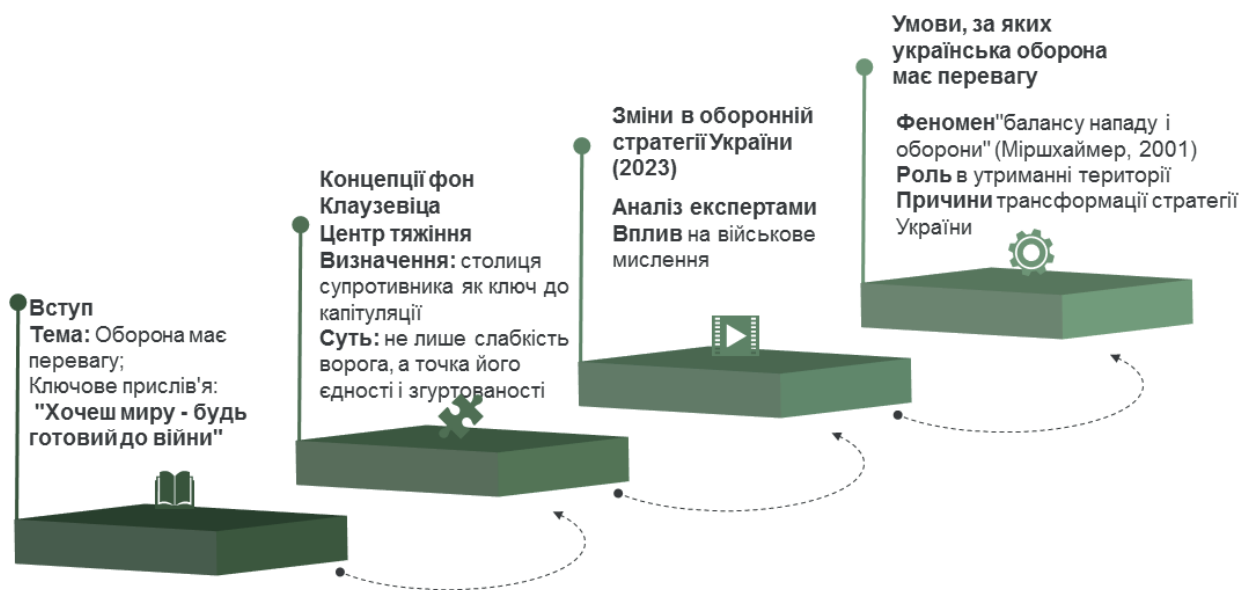 Вступ
Тема: Оборона має
перевагу;
Ключове прислів'я:
"Хочеш миру - будь
готовий до війни"
Концепції фон
Клаузевіца
Центр тяжіння
Визначення: столиця
супротивника як ключ до
капітуляції
Суть: не лише слабкість
ворога, а точка його
єдності і згуртованості
Зміни в оборонній
стратегії України
(2023)
Аналіз експертами
Вплив на військове
мислення
Умови, за яких
українська оборона
має перевагу
Феномен"балансу нападу і
оборони" (Міршхаймер, 2001)
Роль в утриманні території
Причини трансформації стратегії
України